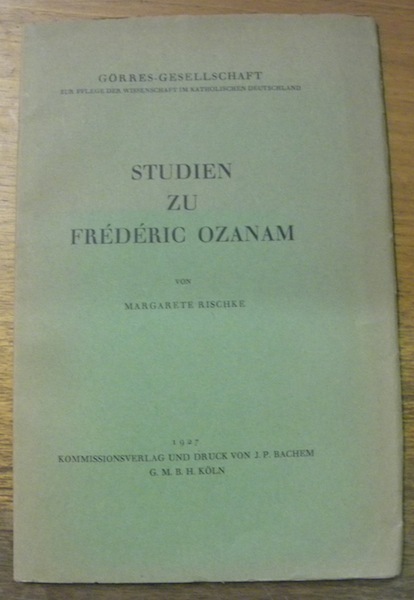 GÖRRES-GESELLSCHAFT
ZUR PFLEGE DER WISSENSCHAFT IM KATHOLISCHEN DEUTSCHLAND
STUDIEN
ZU
FRÉDÉRIC OZANAM
VON
MARGARETE RISCHKE
1927
KOMMISSIONSVERLAG UND DRUCK VON J. P. BACHEM
G. M. B. H. KÖLN